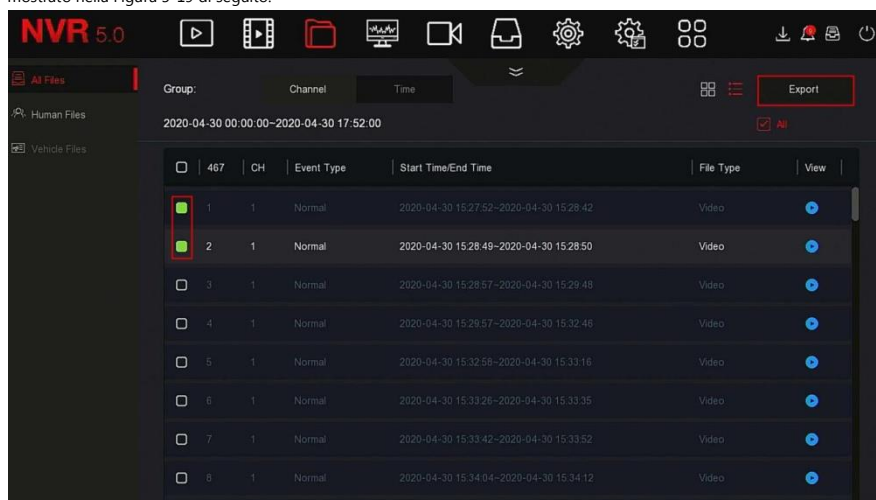 mostrato nella Figura 5-19 di seguito.
NVR 5.0
All Files
Human Files
Vehicle Files
Group: Channel Time Export
2020-04-30 00:00:00~2020-04-30 17:52:00 All
467 CH Event Type Start Time/End Time File Type View
1 1 Normal 2020-04-30 15:27:52~2020-04-30 15:28:42 Video
2 1 Normal 2020-04-30 15:28:49~2020-04-30 15:28:50 Video
3 1 Normal 2020-04-30 15:28:57~2020-04-30 15:29:48 Video
4 1 Normal 2020-04-30 15:29:57~2020-04-30 15:32:46 Video
5 1 Normal 2020-04-30 15:32:56~2020-04-30 15:33:16 Video
6 1 Normal 2020-04-30 15:33:26~2020-04-30 15:33:35 Video
7 1 Normal 2020-04-30 15:33:42~2020-04-30 15:33:52 Video
8 1 Normal 2020-04-30 15:34:04~2020-04-30 15:34:12 Video